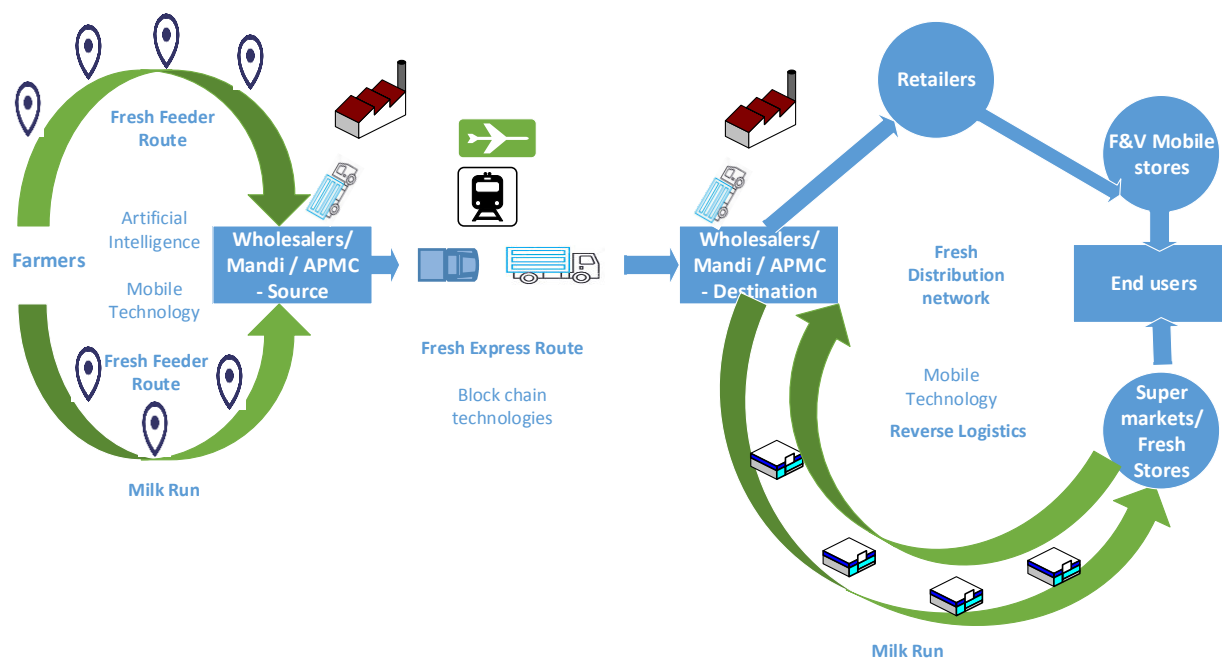 Fresh Feeder
Route
Artificial
Intelligence
Farmers
Mobile
Technology
Fresh Feeder
Route
Milk Run
Wholesalers/
Mandi / APMC
- Source
Fresh Express Route
Block chain
technologies
Wholesalers/
Mandi / APMC
- Destination
Retailers
F&V Mobile
stores
Fresh
Distribution
network
End users
Mobile
Technology
Reverse Logistics
Super
markets/
Fresh
Stores
Milk Run